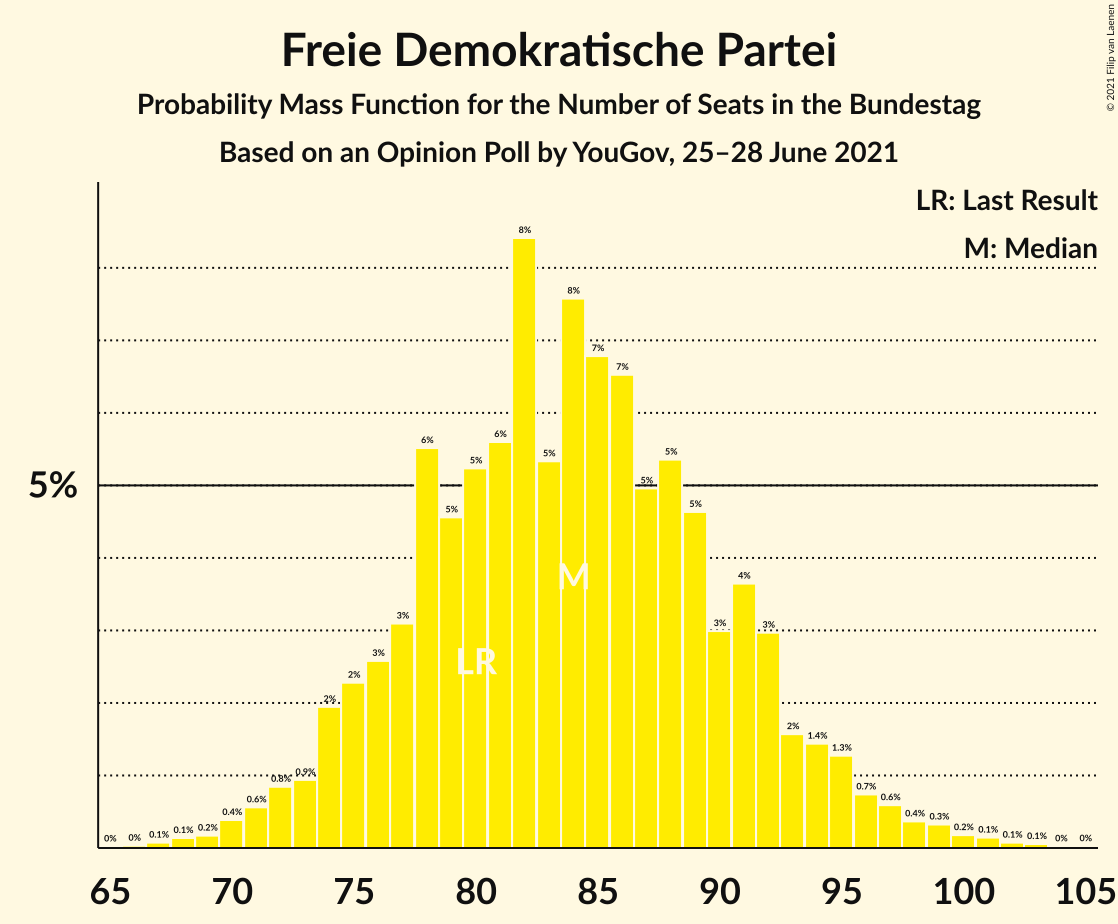 Freie Demokratische Partei
Probability Mass Function for the Number of Seats in the Bundestag
Based on an Opinion Poll by YouGov, 25–28 June 2021
© 2021 Filip van Laenen
LR: Last Result
M: Median
5%
0% 0% 0.1% 0.1% 0.2% 0.4% 0.6% 0.8% 0.9% 2% 2% 3% 3% 6% 5% 5% 6% 8% 5% 8% 7% 7% 5% 5% 5% 3% 4% 3% 2% 1.4% 1.3% 0.7% 0.6% 0.4% 0.3% 0.2% 0.1% 0.1% 0.1% 0% 0%
M
LR
65 70 75 80 85 90 95 100 105